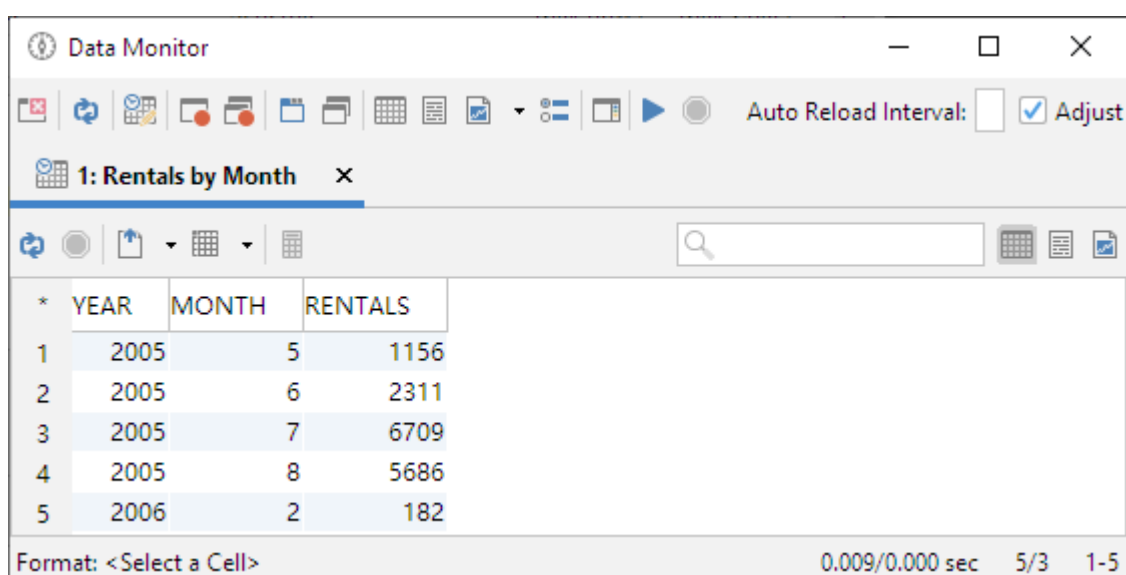 Data Monitor
Auto Reload Interval: Adjust
1: Rentals by Month
* YEAR MONTH RENTALS
1 2005 5 1156
2 2005 6 2311
3 2005 7 6709
4 2005 8 5686
5 2006 2 182
Format: <Select a Cell> 0.009/0.000 sec 5/3 1-5